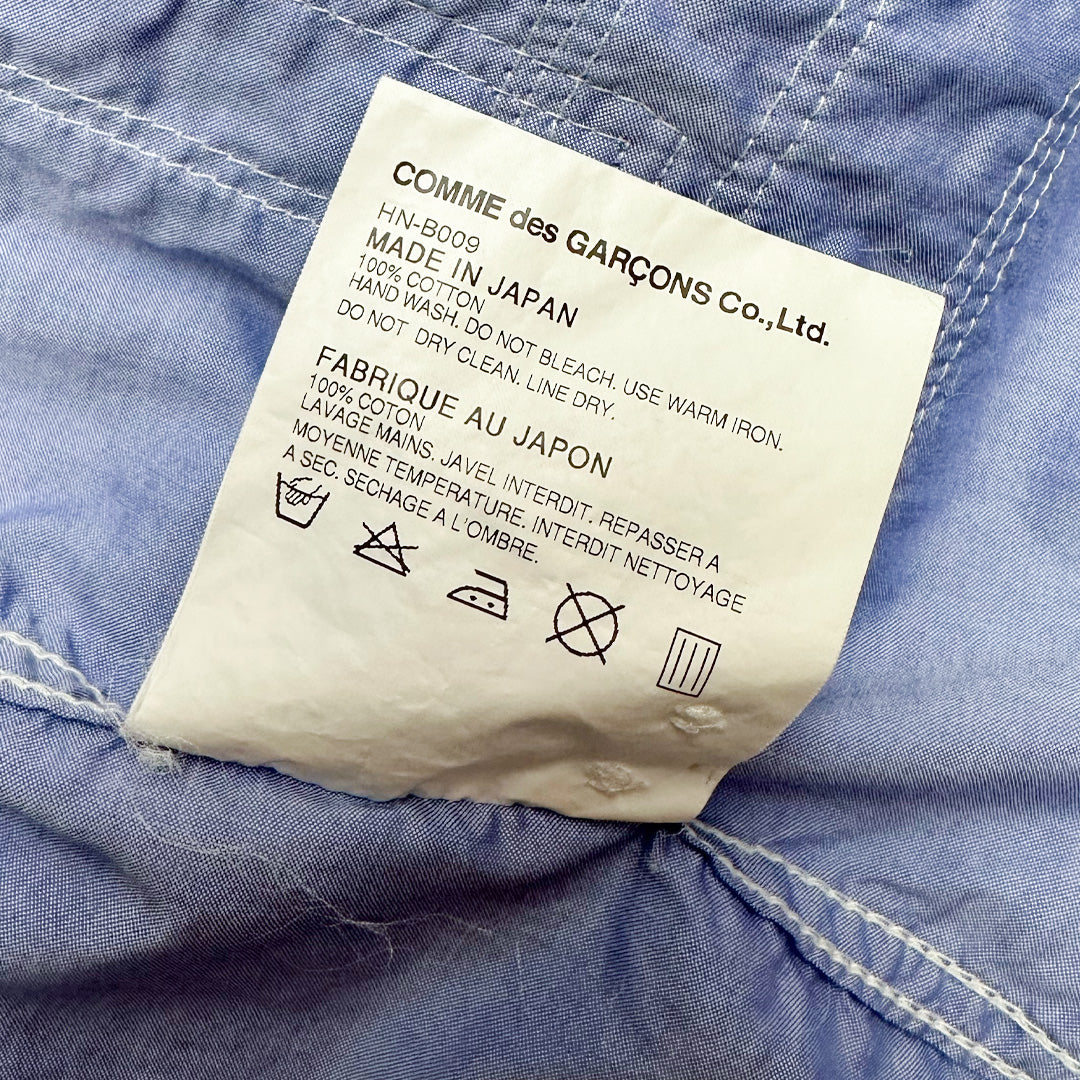 COMME des GARÇONS Co.,Ltd.
HN-B009
MADE IN JAPAN
100% COTTON
HAND WASH. DO NOT BLEACH. USE WARM IRON.
DO NOT DRY CLEAN. LINE DRY.
FABRIQUE AU JAPON
100% COTON
LAVAGE MAINS. JAVEL INTERDIT. REPASSER A
MOYENNE TEMPERATURE. INTERDIT NETTOYAGE
A SEC. SECHAGE A L'OMBRE.